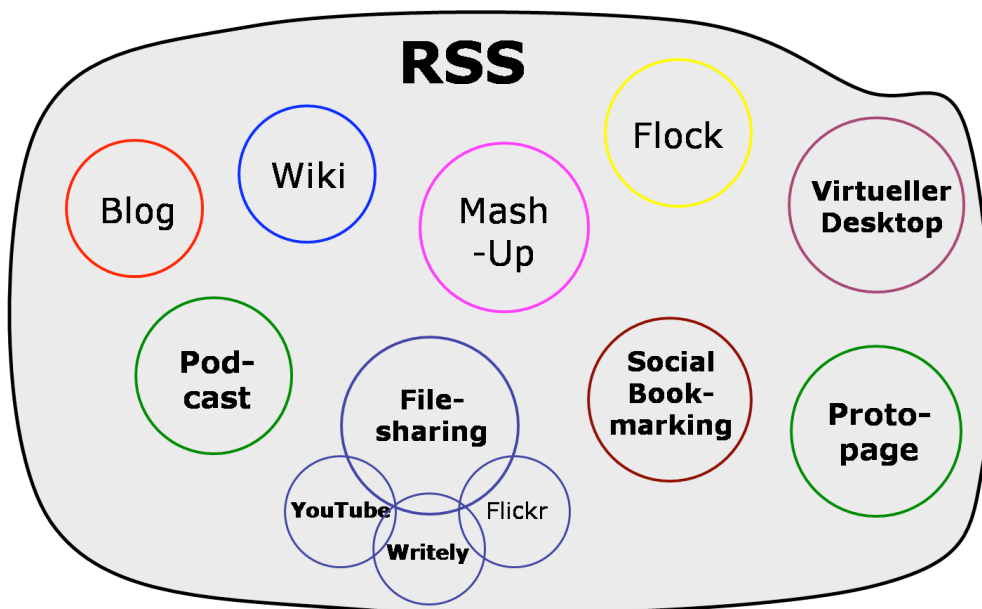 RSS
Blog
Wiki
Mash
-Up
Flock
Virtueller
Desktop
Pod-
cast
File-
sharing
Social
Book-
marking
Proto-
page
YouTube
Writely
Flickr